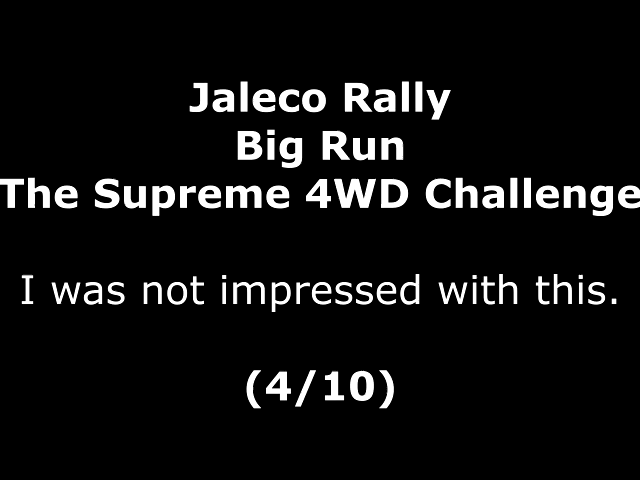 Jaleco Rally
Big Run
The Supreme 4WD Challenge
I was not impressed with this.
(4/10)